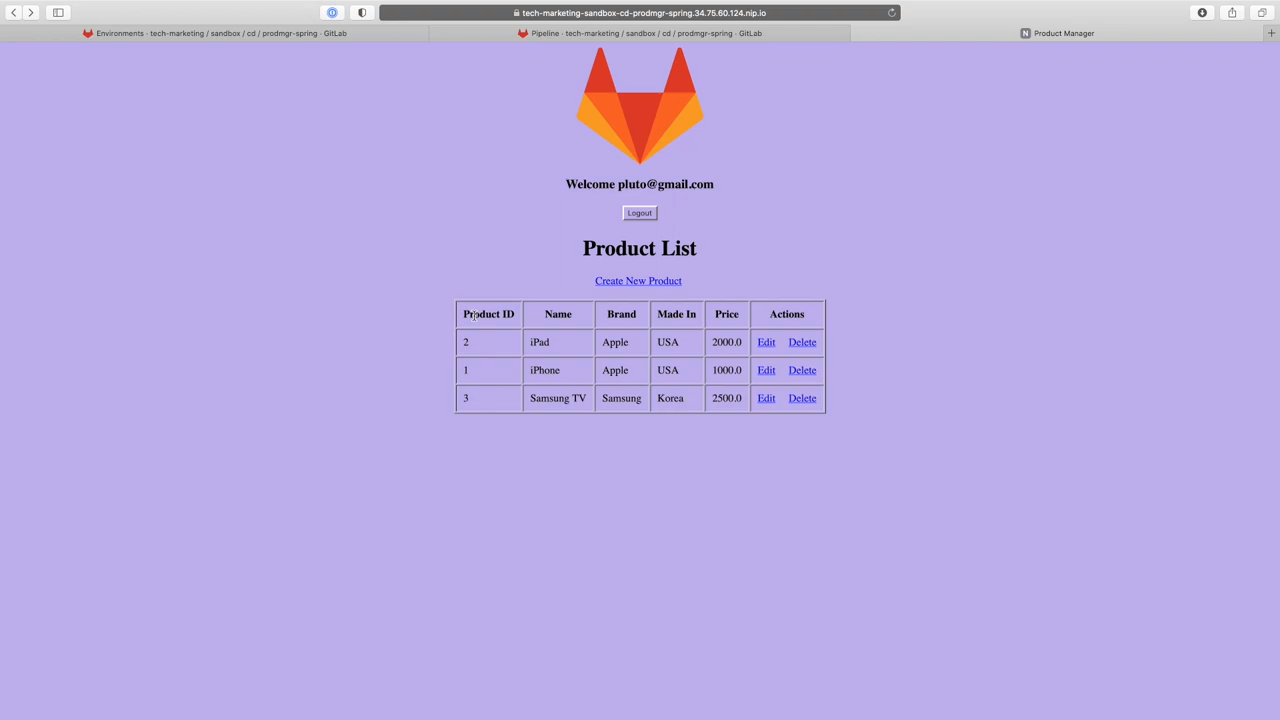 tech-marketing-sandbox-cd-prodmgr-spring.34.75.60.124.nip.io
Environments · tech-marketing / sandbox / cd / prodmgr-spring · GitLab
Pipeline · tech-marketing / sandbox / cd / prodmgr-spring · GitLab
N Product Manager
Welcome pluto@gmail.com
Logout
Product List
Create New Product
Product ID Name Brand Made In Price Actions
2 iPad Apple USA 2000.0 Edit Delete
1 iPhone Apple USA 1000.0 Edit Delete
3 Samsung TV Samsung Korea 2500.0 Edit Delete